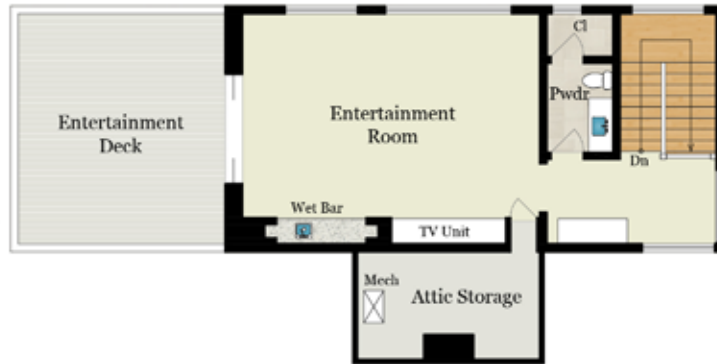 Cl
Entertainment
Deck
Entertainment
Room
Pwdr
Dn
Wet Bar
TV Unit
Mech
Attic Storage